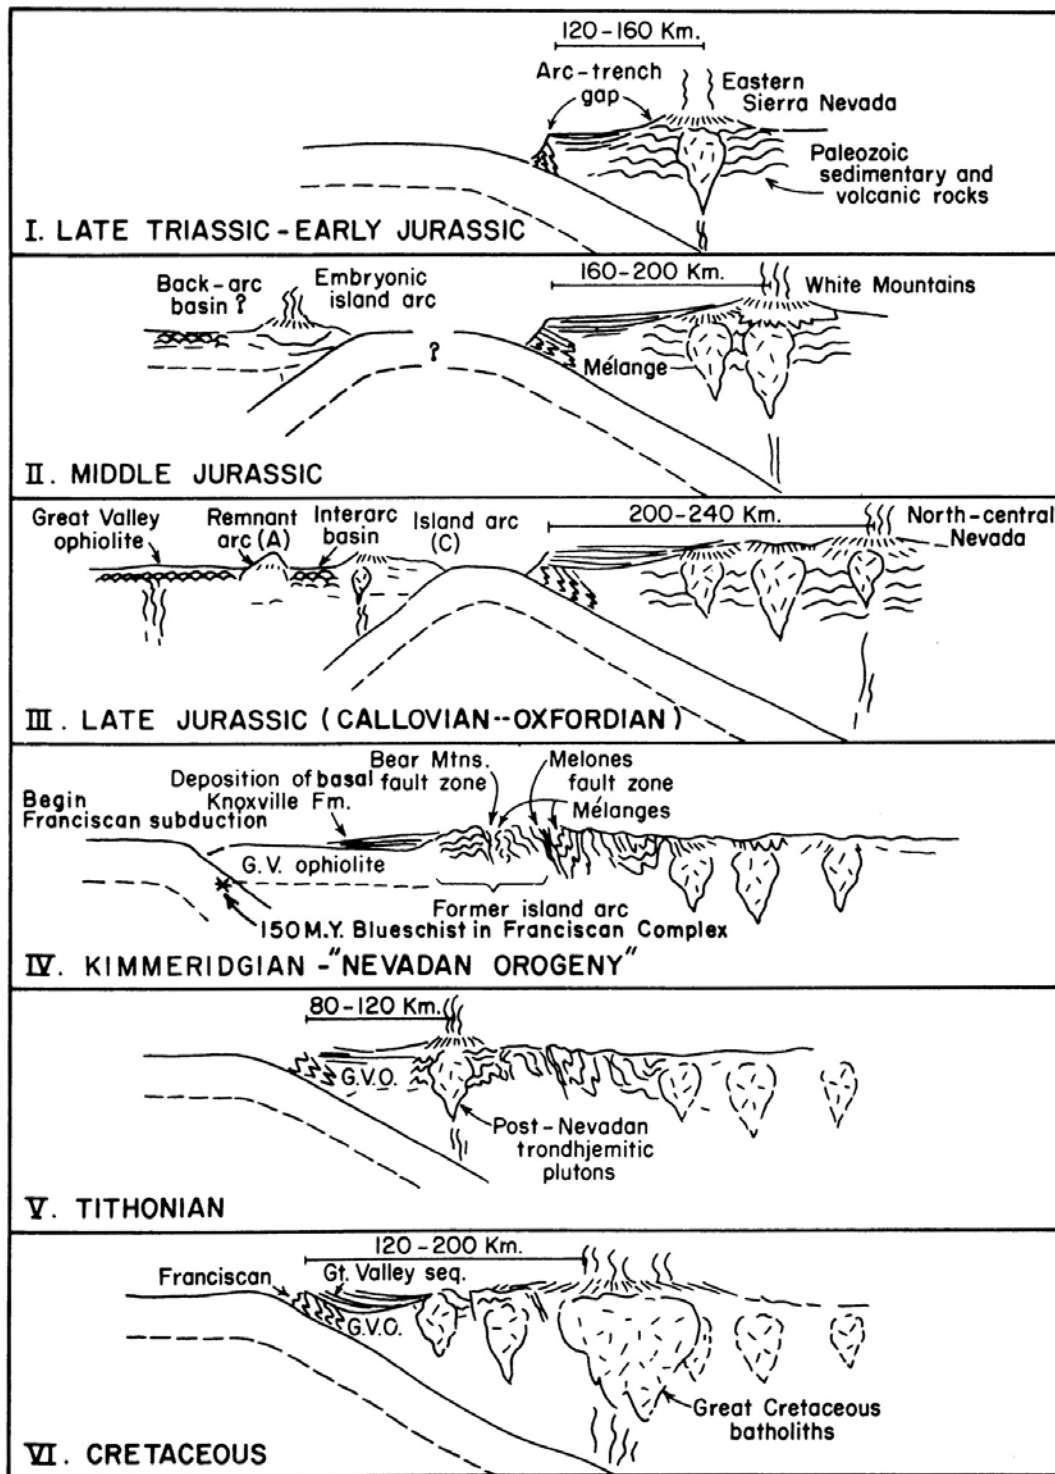 120-160 Km.
Arc-trench
gap
Eastern
Sierra Nevada
Paleozoic
sedimentary and
volcanic rocks
I. LATE TRIASSIC - EARLY JURASSIC
Back-arc
basin ?
Embryonic
island arc
160-200 Km.
White Mountains
?
Mélange
II. MIDDLE JURASSIC
Great Valley
ophiolite
Remnant
arc (A)
Interarc
basin
Island arc
(C)
200-240 Km.
North-central
Nevada
III. LATE JURASSIC (CALLOVIAN--OXFORDIAN)
Begin
Franciscan subduction
Deposition of basal
Knoxville Fm.
Bear Mtns.
fault zone
Melones
fault zone
Mélanges
G.V. ophiolite
Former island arc
150 M.Y. Blueschist in Franciscan Complex
IV. KIMMERIDGIAN - "NEVADAN OROGENY"
80-120 Km.
G.V.O.
Post-Nevadan
trondhjemitic
plutons
V. TITHONIAN
120-200 Km.
Franciscan
Gt. Valley seq.
G.V.O.
Great Cretaceous
batholiths
VI. CRETACEOUS